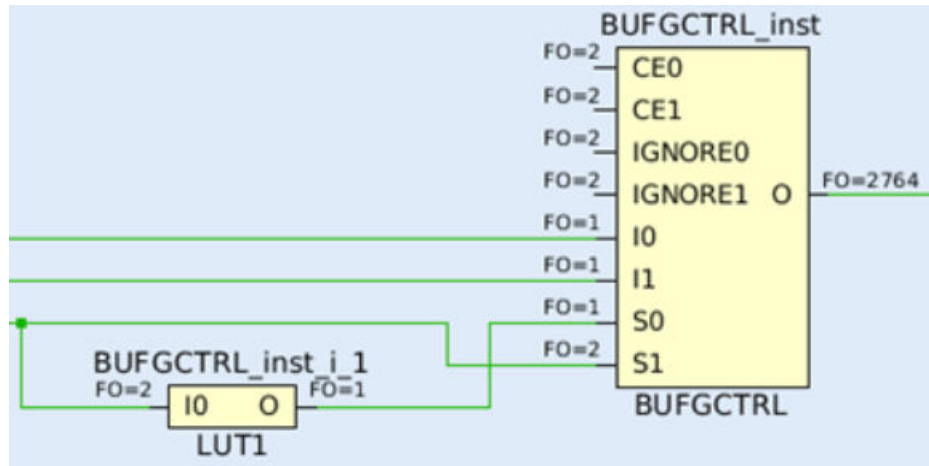 BUFGCTRL_inst
FO=2
CE0
FO=2
CE1
FO=2
IGNORE0
FO=2
IGNORE1 O
FO=2764
FO=1
I0
FO=1
I1
FO=1
S0
FO=2
S1
BUFGCTRL
BUFGCTRL_inst_i_1
FO=2
I0 O
FO=1
LUT1